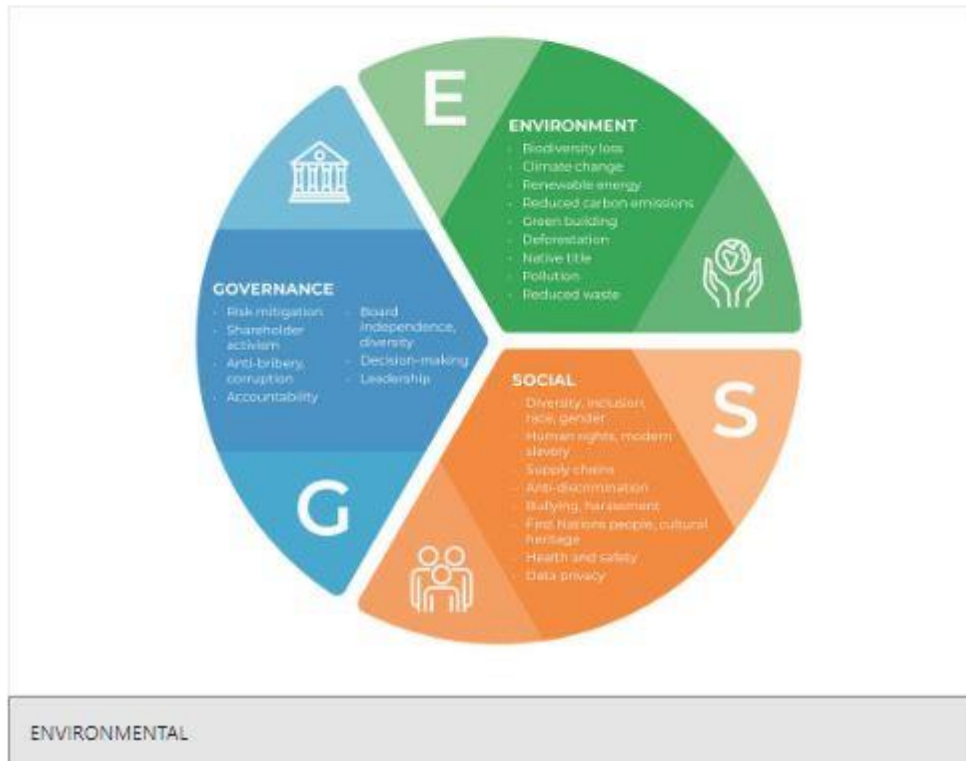 E
ENVIRONMENT
Biodiversity loss
Climate change
Renewable energy
Reduced carbon emissions
Green building
Deforestation
Native title
Pollution
Reduced waste
GOVERNANCE
Risk mitigation
Shareholder
activism
Anti-bribery,
corruption
Accountability
Board
independence,
diversity
Decision-making
Leadership
G
SOCIAL
Diversity, inclusion,
race, gender
Human rights, modern
slavery
Supply chains
Anti-discrimination
Bullying, harassment
First Nations people, cultural
heritage
Health and safety
Data privacy
S
ENVIRONMENTAL